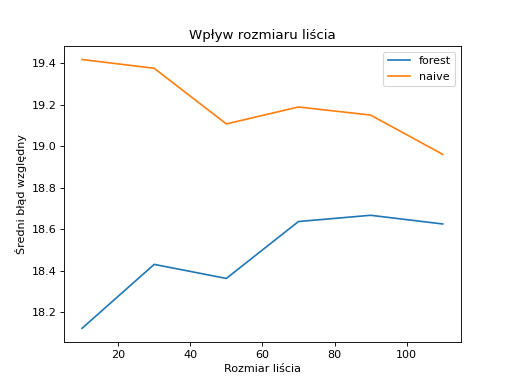 Wpływ rozmiaru liścia
forest
naive
Średni błąd względny
19.4
19.2
19.0
18.8
18.6
18.4
18.2
20
40
60
80
100
Rozmiar liścia